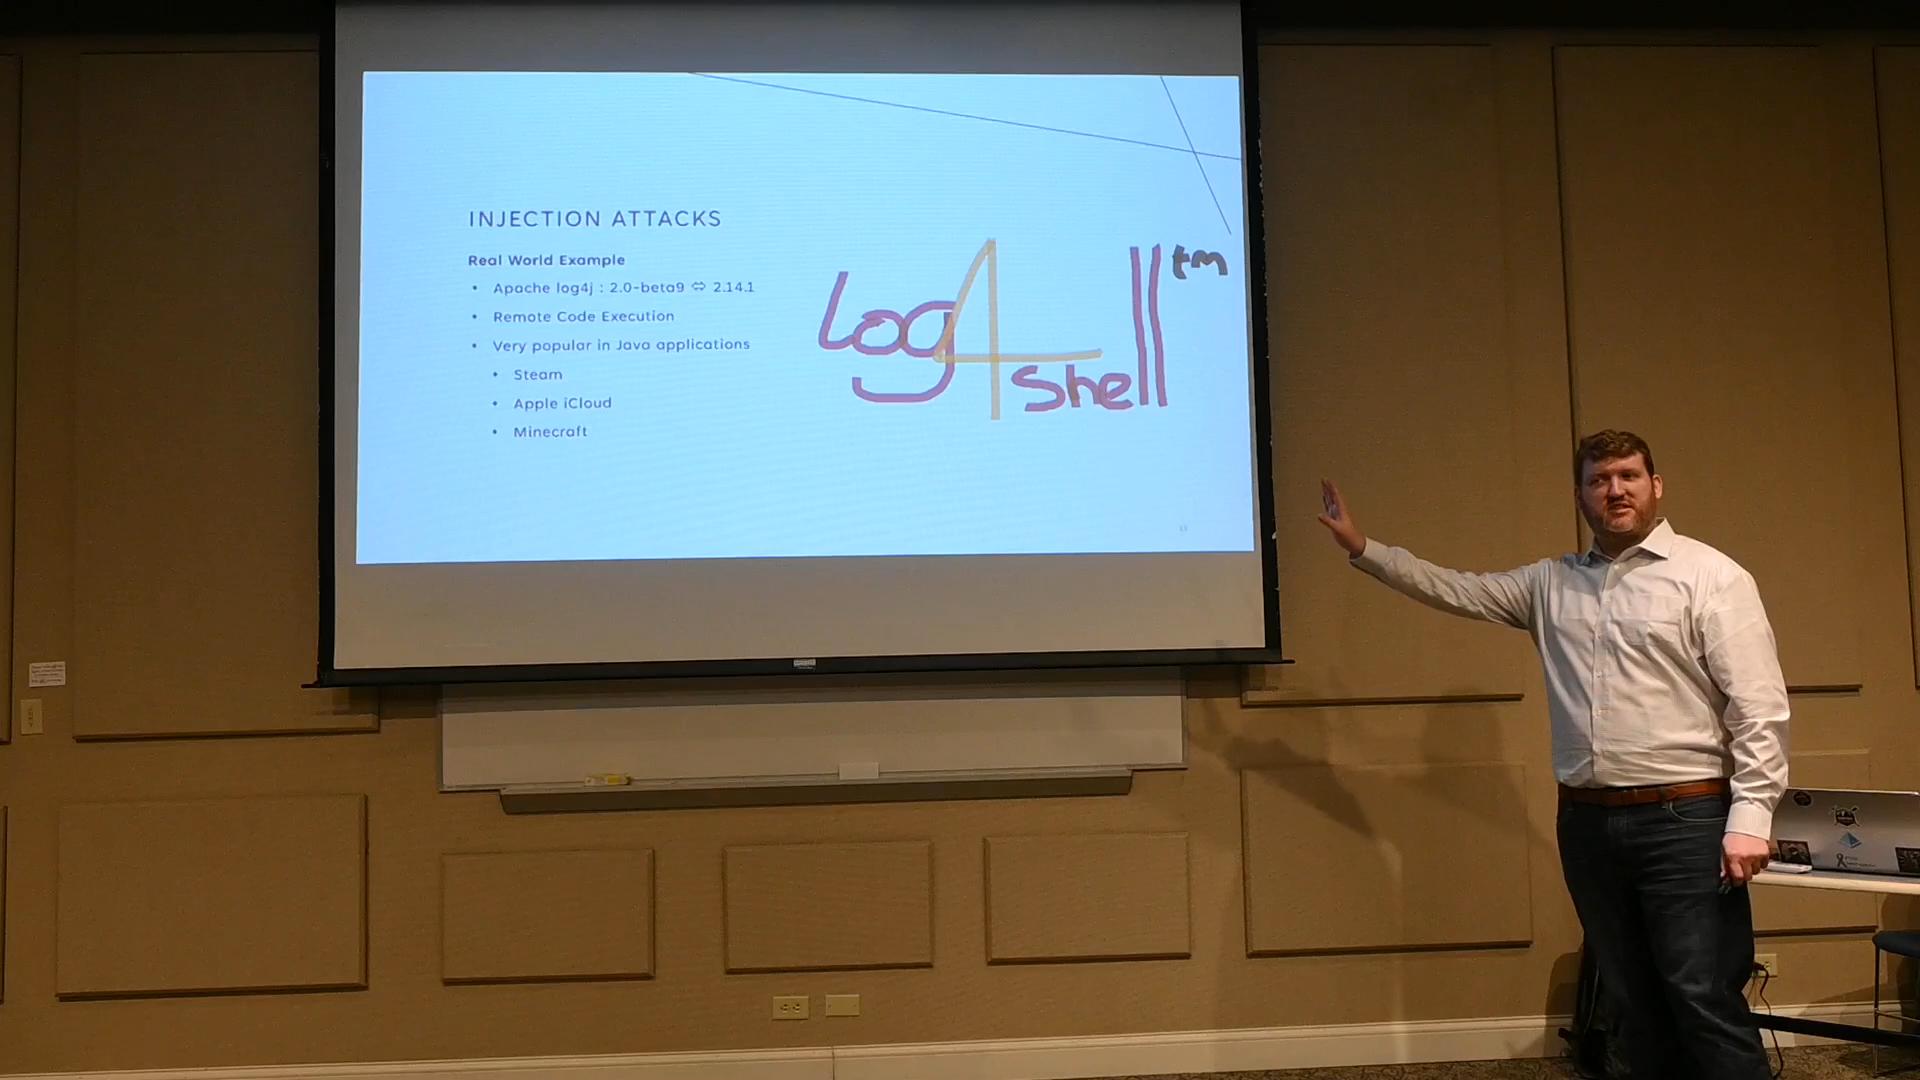 INJECTION ATTACKS
Real World Example
• Apache log4j : 2.0-beta9 ⇔ 2.14.1
• Remote Code Execution
• Very popular in Java applications
• Steam
• Apple iCloud
• Minecraft
Log4Shell tm
13